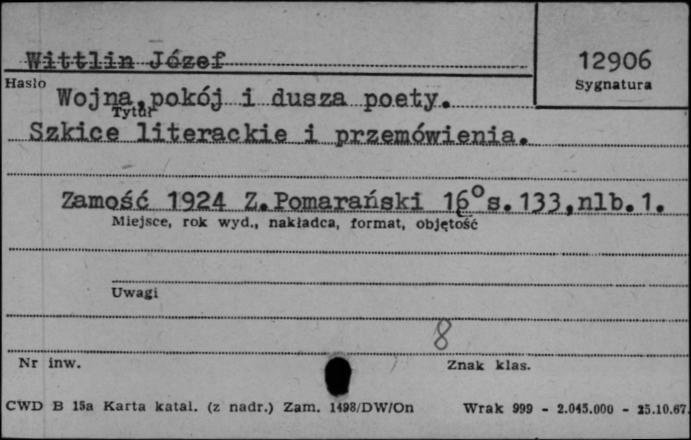 Wittlin Józef
12906
Hasło
Sygnatura
Wojna,pokój i dusza poety.
Tytuł
Szkice literackie i przemówienia.
Zamość 1924 Z.Pomarański 16° s.133,nlb.1.
Miejsce, rok wyd., nakładca, format, objętość
Uwagi
8
Nr inw.
Znak klas.
CWD B 15a Karta katal. (z nadr.) Zam. 1498/DW/On Wrak 999 - 2.045.000 - 25.10.67.